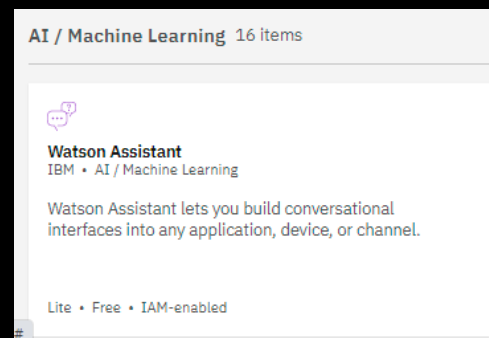 AI / Machine Learning 16 items
Watson Assistant
IBM • AI / Machine Learning
Watson Assistant lets you build conversational
interfaces into any application, device, or channel.
Lite • Free • IAM-enabled
#